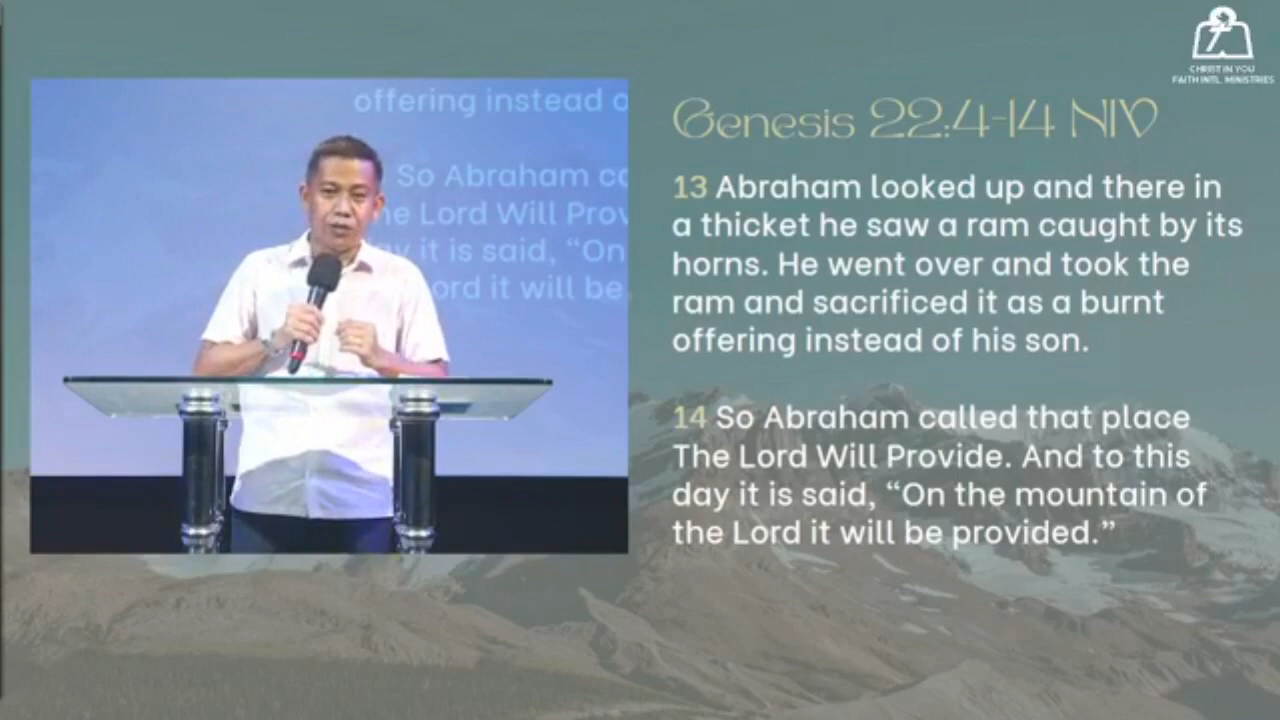 CHRIST IN YOU
FAITH INTL. MINISTRIES
offering instead o
So Abraham ca
he Lord Will Prov
ay it is said, “On
ord it will be
Genesis 22:4-14 NIV
13 Abraham looked up and there in
a thicket he saw a ram caught by its
horns. He went over and took the
ram and sacrificed it as a burnt
offering instead of his son.
14 So Abraham called that place
The Lord Will Provide. And to this
day it is said, “On the mountain of
the Lord it will be provided.”